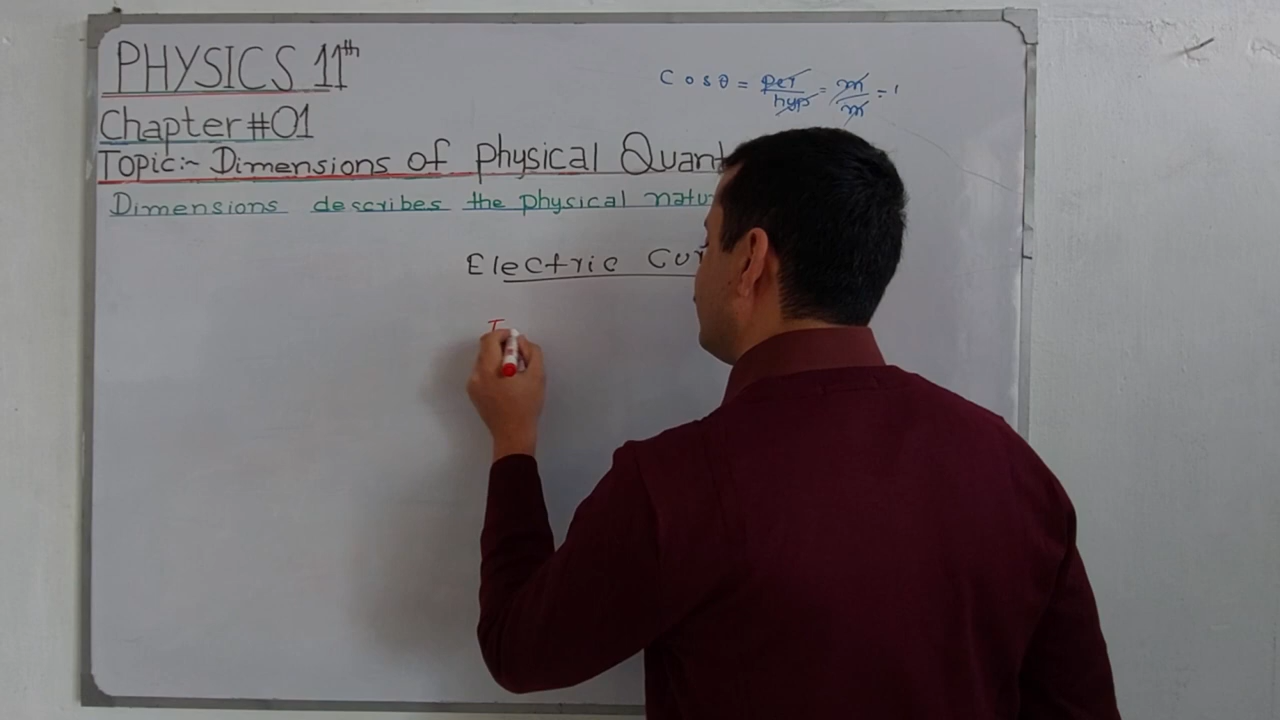 PHYSICS 11th
Cosθ = per/hyp = m/m = 1
Chapter#01
Topic:~ Dimensions of Physical Quant
Dimensions describes the physical natu
Electric Cur
I